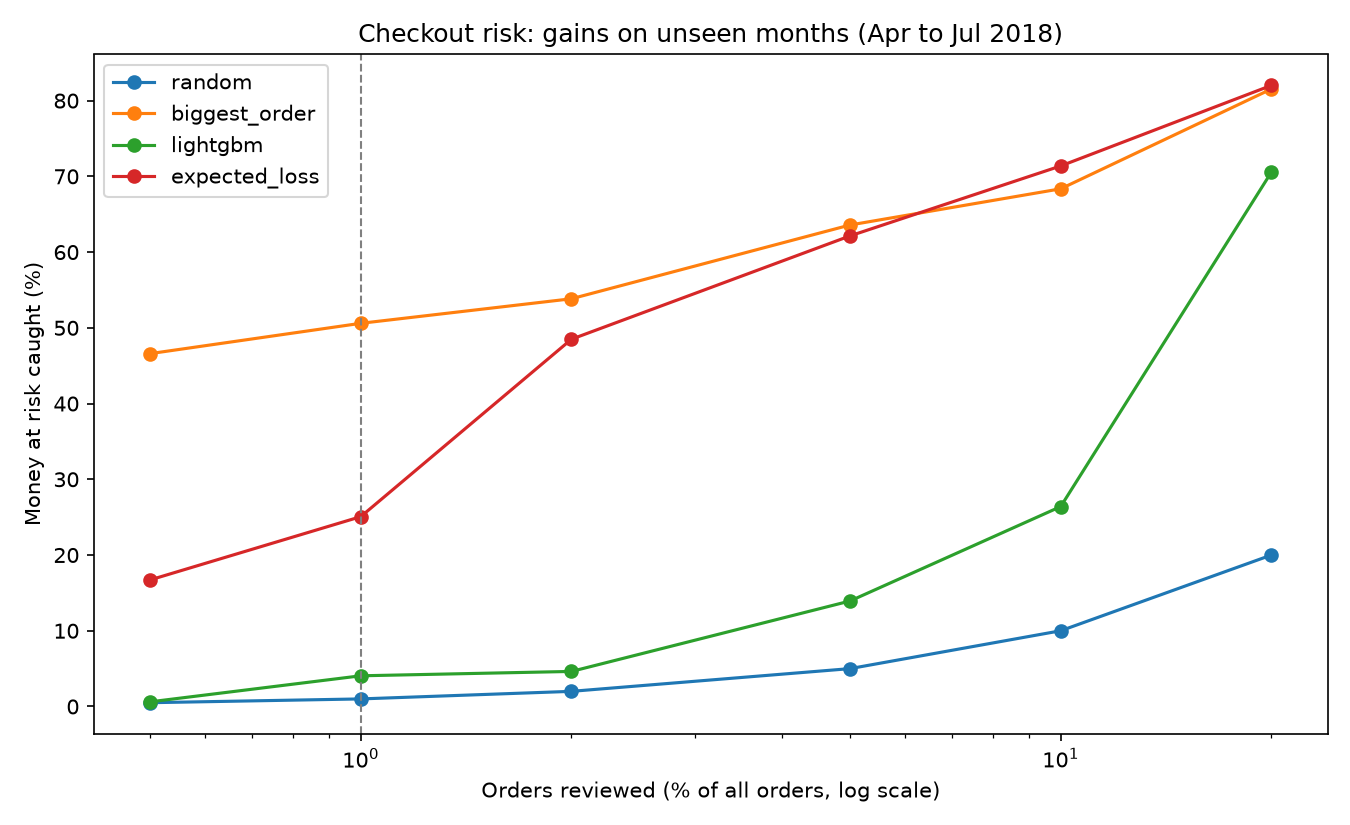 Checkout risk: gains on unseen months (Apr to Jul 2018)
random
biggest_order
lightgbm
expected_loss
Money at risk caught (%)
80
70
60
50
40
30
20
10
0
10⁰
10¹
Orders reviewed (% of all orders, log scale)